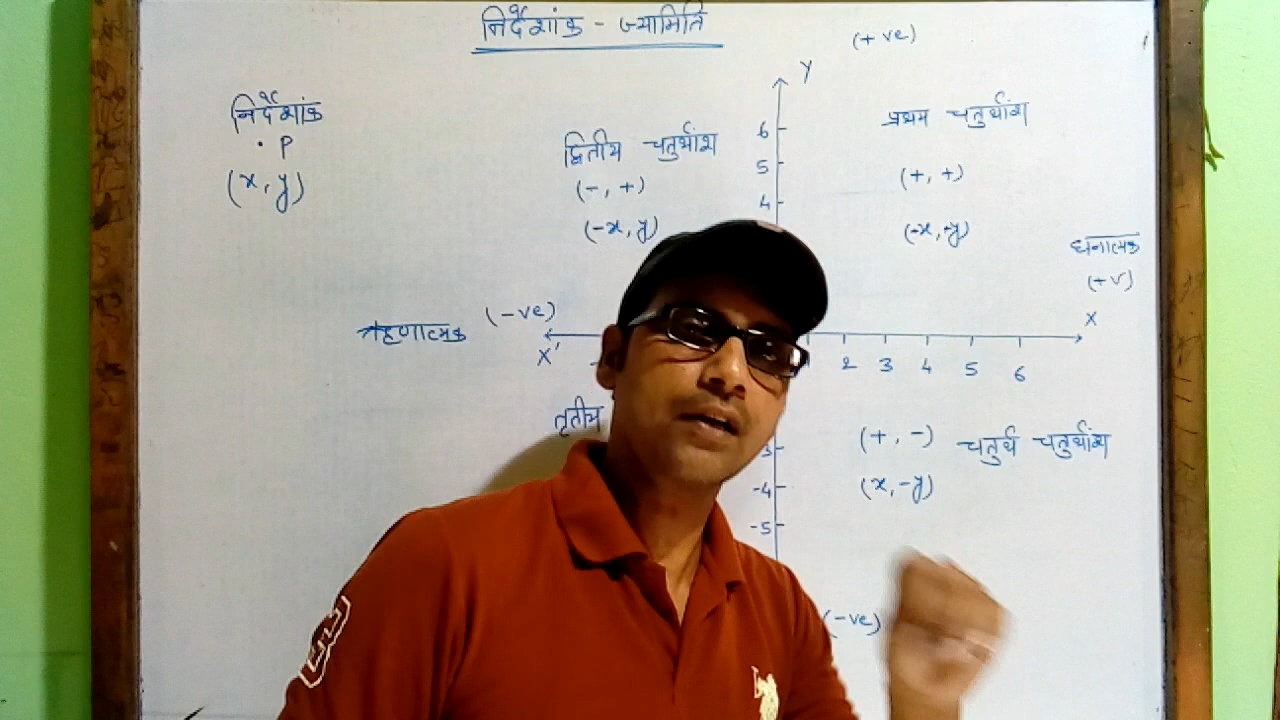 निर्देशांक - ज्यामिति
(+ ve)
Y
निर्देशांक
प्रथम चतुर्थांश
6
द्वितीय चतुर्थांश
. P
5
(+, +)
(x, y)
(-, +)
4
(-x, y)
(-x, -y)
धनात्मक
(+v)
(-ve)
ऋणात्मक
X
X'
2 3 4 5 6
तृतीय
(+, -) चतुर्थ चतुर्थांश
3
(x, -y)
-4
-5
(-ve)